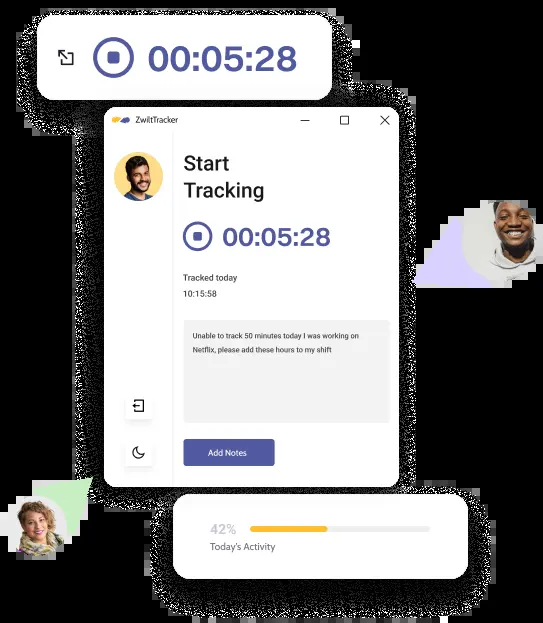 00:05:28
ZwiltTracker
Start
Tracking
00:05:28
Tracked today
10:15:58
Unable to track 50 minutes today I was working on
Netflix, please add these hours to my shift
Add Notes
42%
Today's Activity